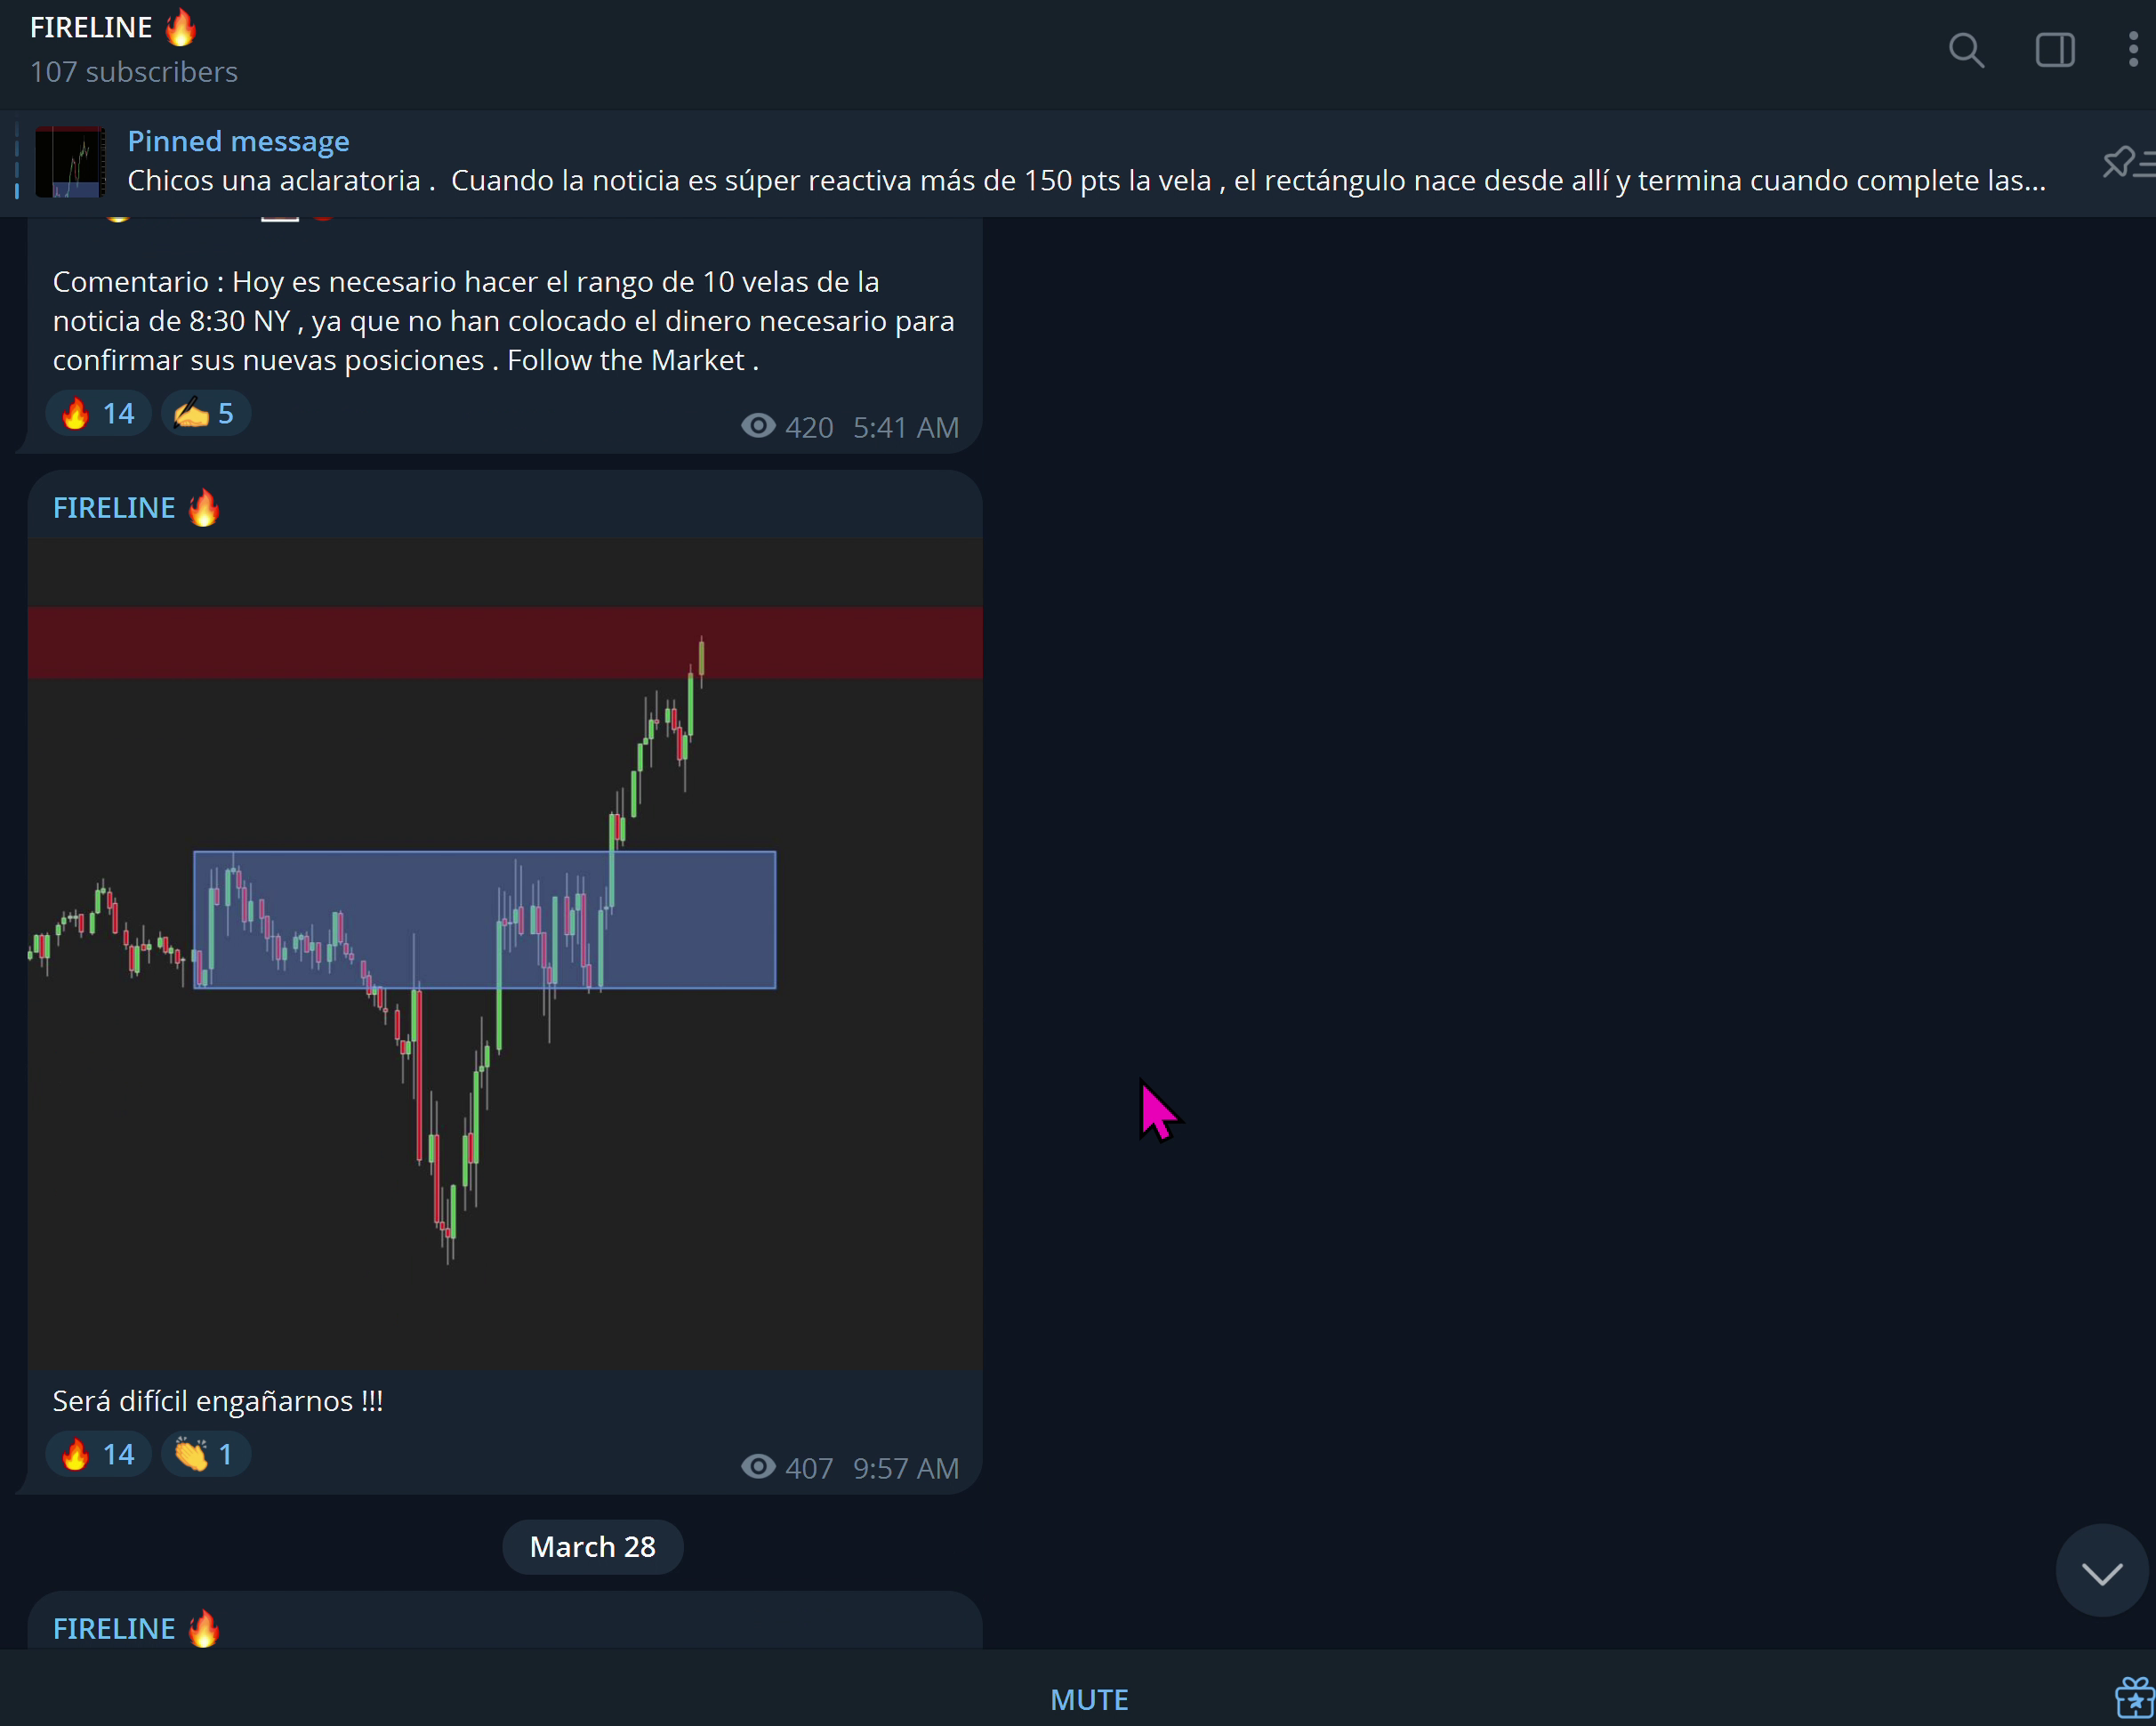 FIRELINE 🔥
107 subscribers
Pinned message
Chicos una aclaratoria .  Cuando la noticia es súper reactiva más de 150 pts la vela , el rectángulo nace desde allí y termina cuando complete las...
Comentario : Hoy es necesario hacer el rango de 10 velas de la
noticia de 8:30 NY , ya que no han colocado el dinero necesario para
confirmar sus nuevas posiciones . Follow the Market .
🔥 14 ✍️ 5
420 5:41 AM
FIRELINE 🔥
Será difícil engañarnos !!!
🔥 14 👏 1
407 9:57 AM
March 28
FIRELINE 🔥
MUTE